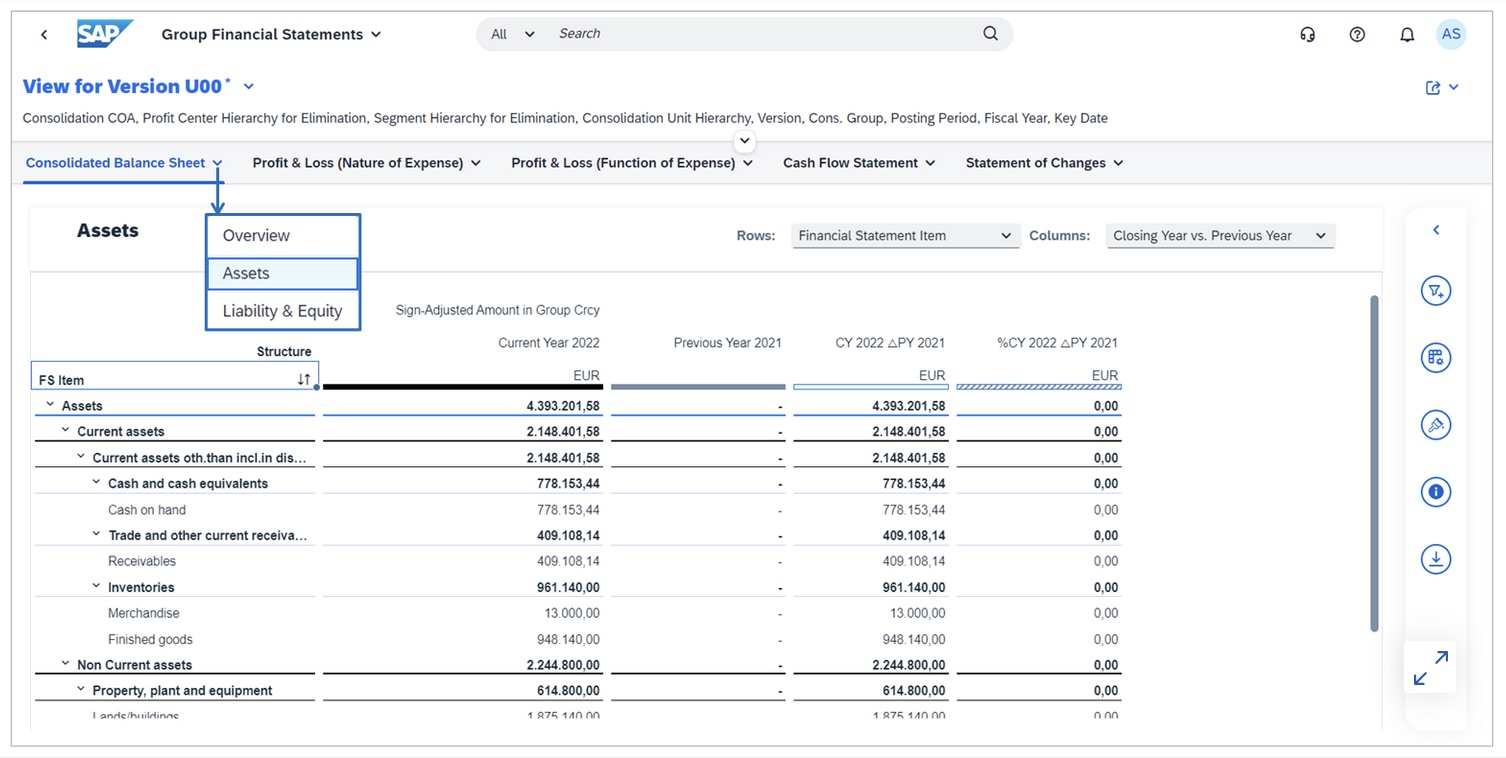 SAP Group Financial Statements All Search AS
View for Version U00 *
Consolidation COA, Profit Center Hierarchy for Elimination, Segment Hierarchy for Elimination, Consolidation Unit Hierarchy, Version, Cons. Group, Posting Period, Fiscal Year, Key Date
Consolidated Balance Sheet Profit & Loss (Nature of Expense) Profit & Loss (Function of Expense) Cash Flow Statement Statement of Changes
Assets
Rows: Financial Statement Item Columns: Closing Year vs. Previous Year
Overview
Assets
Liability & Equity
Sign-Adjusted Amount in Group Crcy
Current Year 2022 Previous Year 2021 CY 2022 △PY 2021 %CY 2022 △PY 2021
Structure
FS Item EUR EUR EUR
Assets 4.393.201,58 - 4.393.201,58 0,00
Current assets 2.148.401,58 - 2.148.401,58 0,00
Current assets oth.than incl.in dis... 2.148.401,58 - 2.148.401,58 0,00
Cash and cash equivalents 778.153,44 - 778.153,44 0,00
Cash on hand 778.153,44 - 778.153,44 0,00
Trade and other current receiva... 409.108,14 - 409.108,14 0,00
Receivables 409.108,14 - 409.108,14 0,00
Inventories 961.140,00 - 961.140,00 0,00
Merchandise 13.000,00 - 13.000,00 0,00
Finished goods 948.140,00 - 948.140,00 0,00
Non Current assets 2.244.800,00 - 2.244.800,00 0,00
Property, plant and equipment 614.800,00 - 614.800,00 0,00
Lands/buildings 1.875.140,00 1.875.140,00 0,00